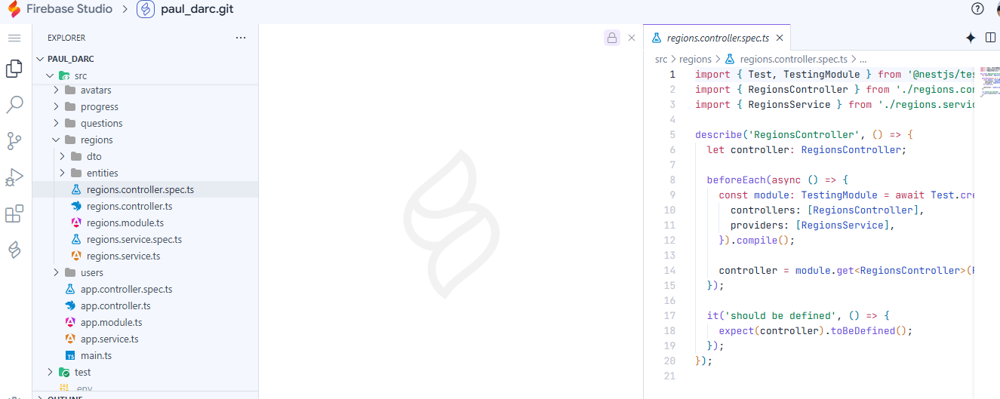 Firebase Studio > paul_darc.git
EXPLORER ...
PAUL_DARC
src
avatars
progress
questions
regions
dto
entities
regions.controller.spec.ts
regions.controller.ts
regions.module.ts
regions.service.spec.ts
regions.service.ts
users
app.controller.spec.ts
app.controller.ts
app.module.ts
app.service.ts
main.ts
TS
test
.env
OUTLINE
regions.controller.spec.ts
src > regions > regions.controller.spec.ts > ...
1 import { Test, TestingModule } from '@nestjs/tes
2 import { RegionsController } from './regions.con
3 import { RegionsService } from './regions.servic
4
5 describe('RegionsController', () => {
6 let controller: RegionsController;
7
8 beforeEach(async () => {
9 const module: TestingModule = await Test.cre
10 controllers: [RegionsController],
11 providers: [RegionsService],
12 }).compile();
13
14 controller = module.get<RegionsController>(R
15 });
16
17 it('should be defined', () => {
18 expect(controller).toBeDefined();
19 });
20 });
21